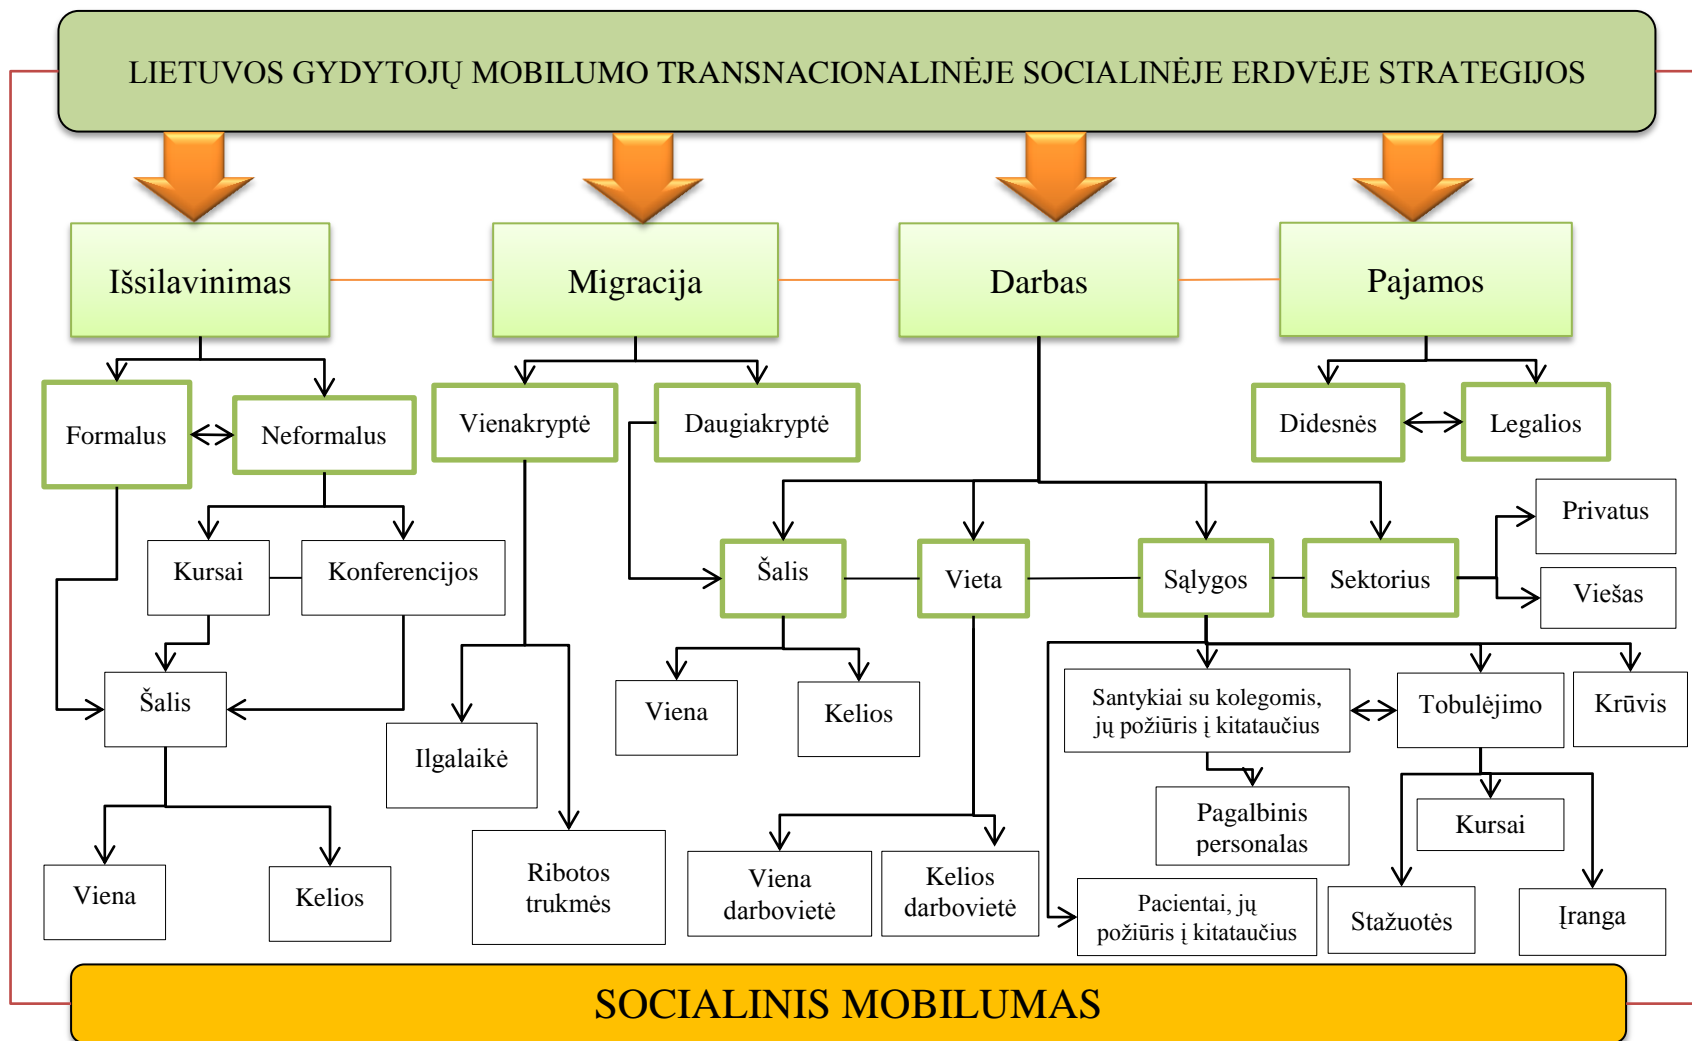 LIETUVOS GYDYTOJŲ MOBILUMO TRANSNACIONALINĖJE SOCIALINĖJE ERDVĖJE STRATEGIJOS
Išsilavinimas
Migracija
Darbas
Pajamos
Formalus
Neformalus
Vienakryptė
Daugiakryptė
Didesnės
Legalios
Privatus
Kursai
Konferencijos
Šalis
Vieta
Sąlygos
Sektorius
Viešas
Šalis
Viena
Kelios
Santykiai su kolegomis,
jų požiūris į kitataučius
Tobulėjimo
Krūvis
Ilgalaikė
Pagalbinis
personalas
Kursai
Viena
Kelios
Ribotos
trukmės
Viena
darbovietė
Kelios
darbovietė
Pacientai, jų
požiūris į kitataučius
Stažuotės
Įranga
SOCIALINIS MOBILUMAS